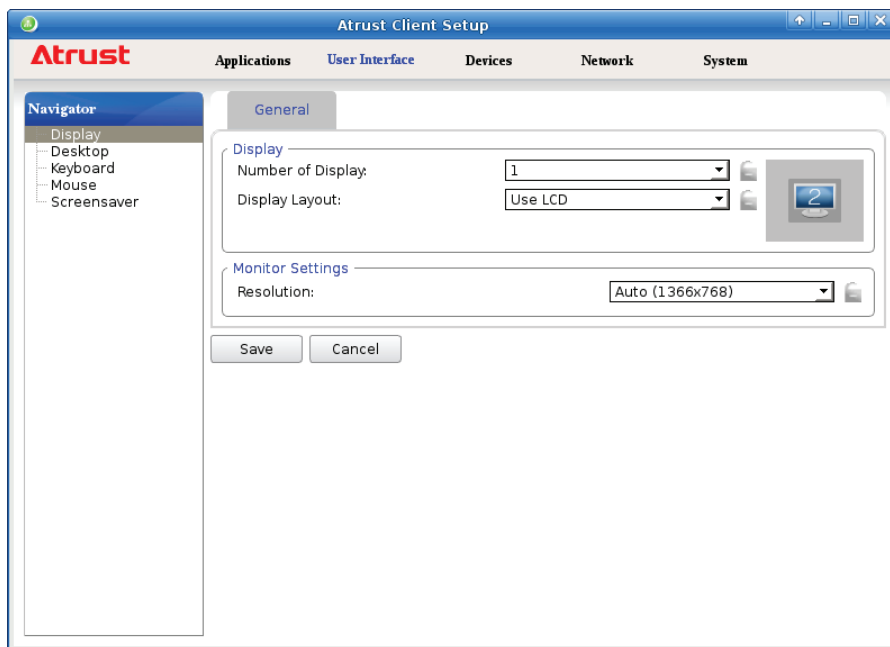 Atrust Client Setup
Atrust
Applications User Interface Devices Network System
Navigator
Display
Desktop
Keyboard
Mouse
Screensaver
General
Display
Number of Display: 1
Display Layout: Use LCD
2
Monitor Settings
Resolution: Auto (1366x768)
Save Cancel